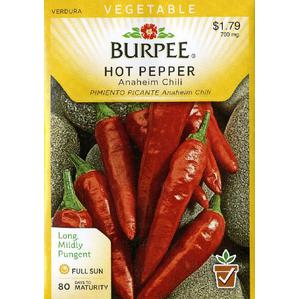 VERDURA
VEGETABLE
$1.79
700 mg.
BURPEE®
HOT PEPPER
Anaheim Chili
PIMIENTO PICANTE Anaheim Chili
Long,
Mildly
Pungent
FULL SUN
80 DAYS TO MATURITY